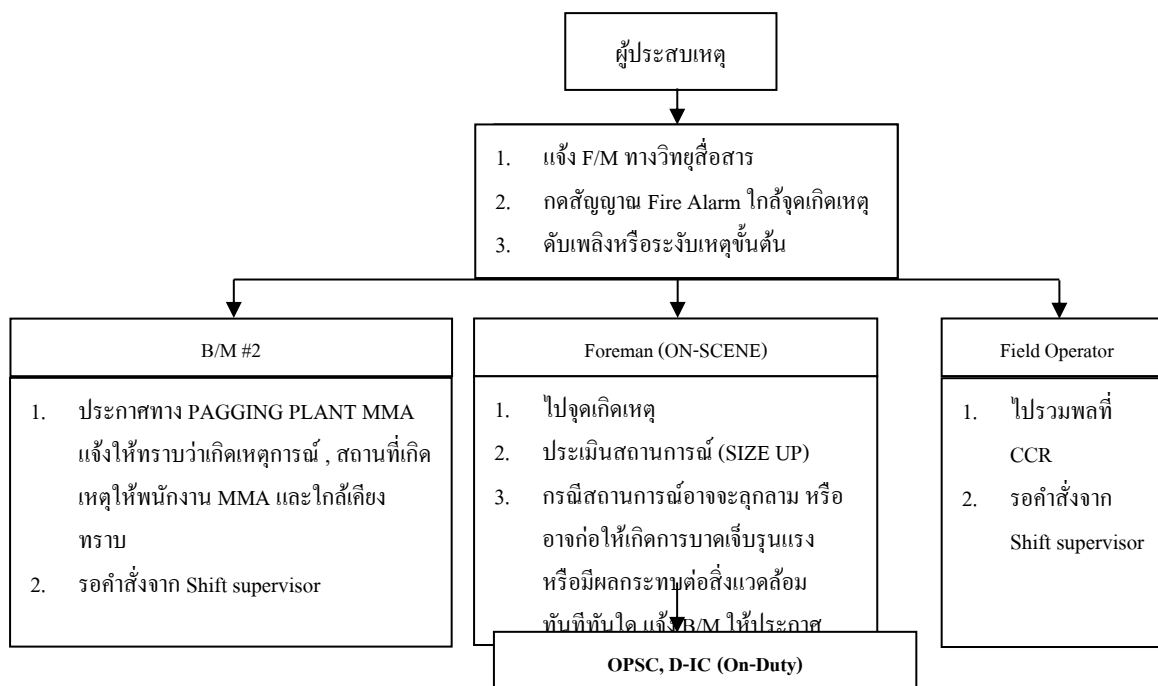 ผู้ประสบเหตุ
1. แจ้ง F/M ทางวิทยุสื่อสาร
2. กดสัญญาณ Fire Alarm ใกล้จุดเกิดเหตุ
3. ดับเพลิงหรือระงับเหตุขั้นต้น
B/M #2
1. ประกาศทาง PAGGING PLANT MMA
แจ้งให้ทราบว่าเกิดเหตุการณ์ , สถานที่เกิด
เหตุให้พนักงาน MMA และใกล้เคียง
ทราบ
2. รอคำสั่งจาก Shift supervisor
Foreman (ON-SCENE)
1. ไปจุดเกิดเหตุ
2. ประเมินสถานการณ์ (SIZE UP)
3. กรณีสถานการณ์อาจจะลุกลาม หรือ
อาจก่อให้เกิดการบาดเจ็บรุนแรง
หรือมีผลกระทบต่อสิ่งแวดล้อม
ทันทีทันใด แจ้ง B/M ให้ประกาศ
Field Operator
1. ไปรวมพลที่
CCR
2. รอคำสั่งจาก
Shift supervisor
OPSC, D-IC (On-Duty)